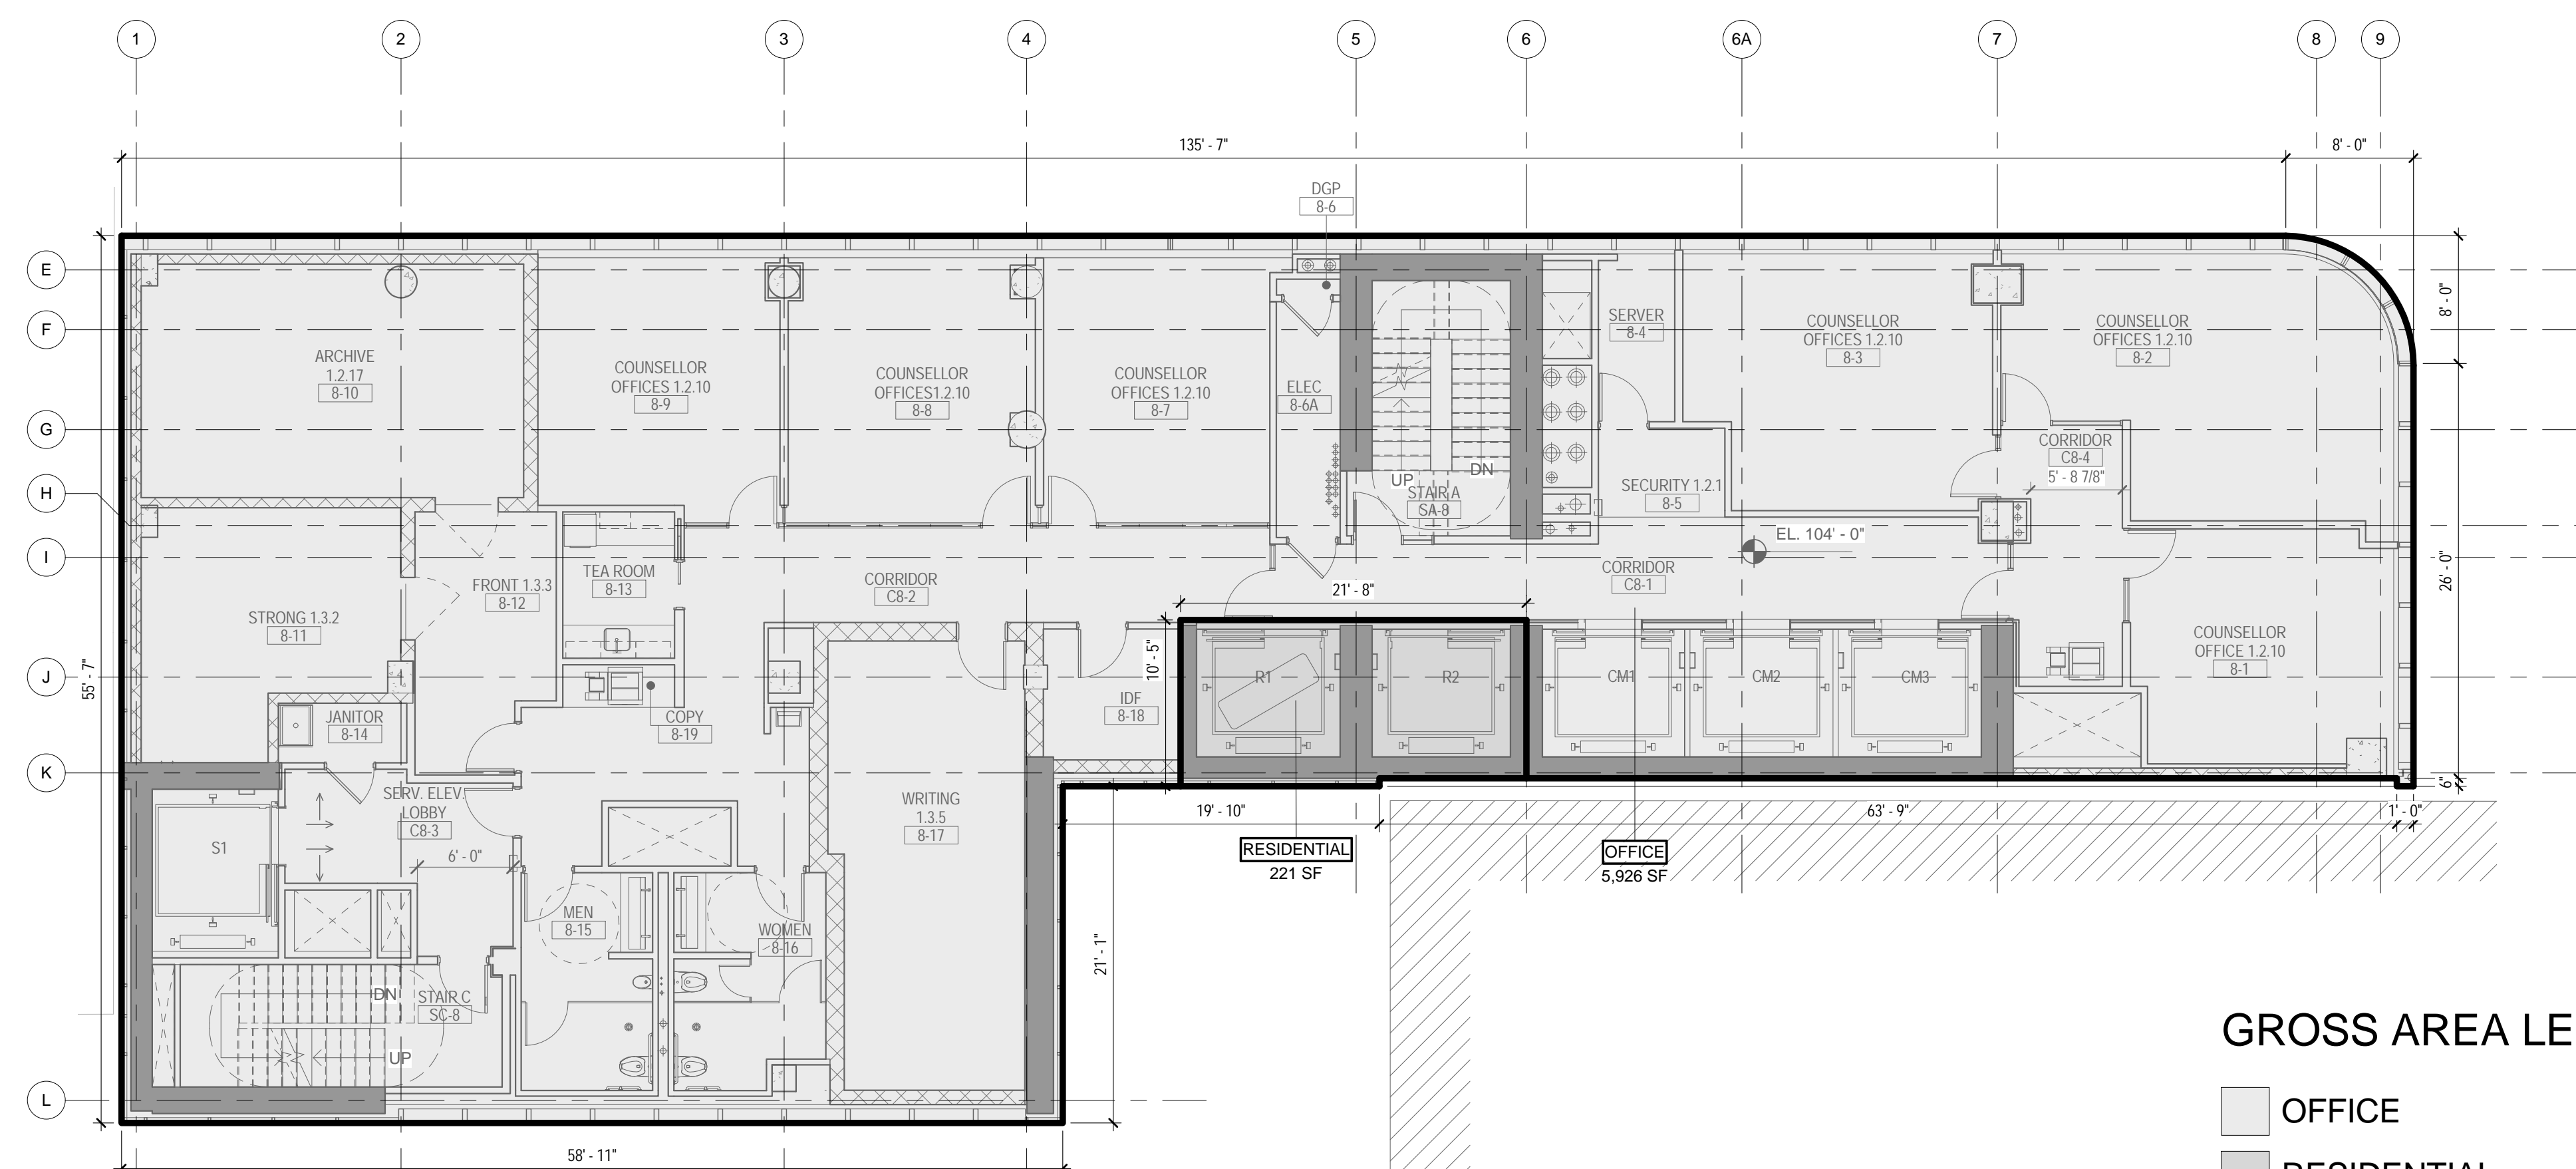 1 2 3 4 5 6 6A 7 8 9
135' - 7"
8' - 0"
DGP
8-6
E
F
G
H
I
J
K
L
8' - 0"
26' - 0"
6"
55' - 7"
ARCHIVE
1.2.17
8-10
COUNSELLOR
OFFICES 1.2.10
8-9
COUNSELLOR
OFFICES1.2.10
8-8
COUNSELLOR
OFFICES 1.2.10
8-7
ELEC
8-6A
UP
DN
STAIR A
SA-8
SERVER
8-4
SECURITY 1.2.1
8-5
COUNSELLOR
OFFICES 1.2.10
8-3
COUNSELLOR
OFFICES 1.2.10
8-2
CORRIDOR
C8-4
5' - 8 7/8"
EL. 104' - 0"
STRONG 1.3.2
8-11
FRONT 1.3.3
8-12
TEA ROOM
8-13
CORRIDOR
C8-2
CORRIDOR
C8-1
21' - 8"
10' - 5"
COUNSELLOR
OFFICE 1.2.10
8-1
R1
R2
CM1
CM2
CM3
JANITOR
8-14
COPY
8-19
IDF
8-18
SERV. ELEV.
LOBBY
C8-3
S1
6' - 0"
WRITING
1.3.5
8-17
19' - 10"
63' - 9"
1' - 0"
RESIDENTIAL
221 SF
OFFICE
5,926 SF
MEN
8-15
WOMEN
8-16
21' - 1"
DN
STAIR C
SC-8
UP
58' - 11"
GROSS AREA LE
OFFICE
RESIDENTIAL